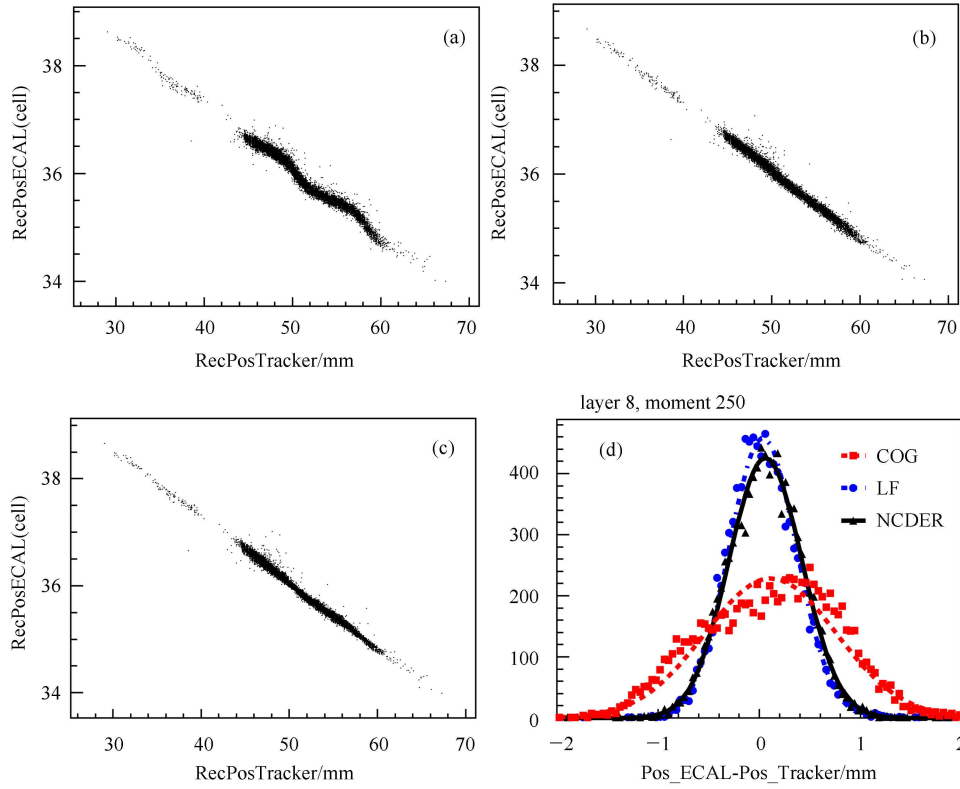 (a)
RecPosECAL(cell)
38
36
34
30 40 50 60 70
RecPosTracker/mm
(b)
RecPosECAL(cell)
38
36
34
30 40 50 60 70
RecPosTracker/mm
(c)
RecPosECAL(cell)
38
36
34
30 40 50 60 70
RecPosTracker/mm
layer 8, moment 250
(d)
COG
LF
NCDER
400
300
200
100
0
−2 −1 0 1 2
Pos_ECAL-Pos_Tracker/mm